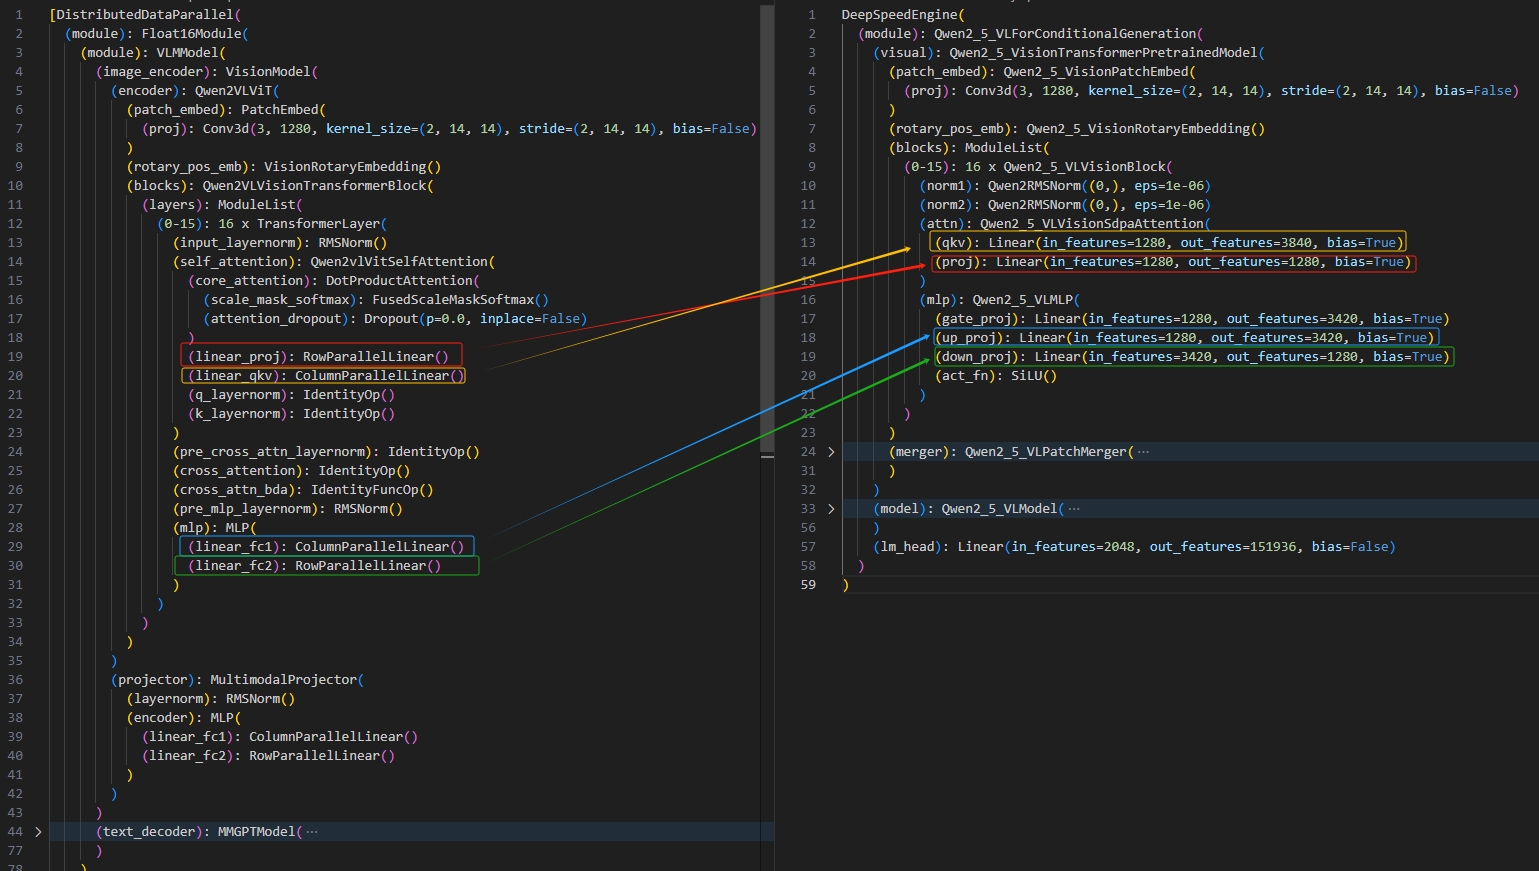 1 [DistributedDataParallel(
2 (module): Float16Module(
3 (module): VLMModel(
4 (image_encoder): VisionModel(
5 (encoder): Qwen2VLViT(
6 (patch_embed): PatchEmbed(
7 (proj): Conv3d(3, 1280, kernel_size=(2, 14, 14), stride=(2, 14, 14), bias=False)
8 )
9 (rotary_pos_emb): VisionRotaryEmbedding()
10 (blocks): Qwen2VLVisionTransformerBlock(
11 (layers): ModuleList(
12 (0-15): 16 x TransformerLayer(
13 (input_layernorm): RMSNorm()
14 (self_attention): Qwen2vlVitSelfAttention(
15 (core_attention): DotProductAttention(
16 (scale_mask_softmax): FusedScaleMaskSoftmax()
17 (attention_dropout): Dropout(p=0.0, inplace=False)
18 )
19 (linear_proj): RowParallelLinear()
20 (linear_qkv): ColumnParallelLinear()
21 (q_layernorm): IdentityOp()
22 (k_layernorm): IdentityOp()
23 )
24 (pre_cross_attn_layernorm): IdentityOp()
25 (cross_attention): IdentityOp()
26 (cross_attn_bda): IdentityFuncOp()
27 (pre_mlp_layernorm): RMSNorm()
28 (mlp): MLP(
29 (linear_fc1): ColumnParallelLinear()
30 (linear_fc2): RowParallelLinear()
31 )
32 )
33 )
34 )
35 )
36 (projector): MultimodalProjector(
37 (layernorm): RMSNorm()
38 (encoder): MLP(
39 (linear_fc1): ColumnParallelLinear()
40 (linear_fc2): RowParallelLinear()
41 )
42 )
43 )
44 (text_decoder): MMGPTModel( ···
77 )
78 )
1 DeepSpeedEngine(
2 (module): Qwen2_5_VLForConditionalGeneration(
3 (visual): Qwen2_5_VisionTransformerPretrainedModel(
4 (patch_embed): Qwen2_5_VisionPatchEmbed(
5 (proj): Conv3d(3, 1280, kernel_size=(2, 14, 14), stride=(2, 14, 14), bias=False)
6 )
7 (rotary_pos_emb): Qwen2_5_VisionRotaryEmbedding()
8 (blocks): ModuleList(
9 (0-15): 16 x Qwen2_5_VLVisionBlock(
10 (norm1): Qwen2RMSNorm((0,), eps=1e-06)
11 (norm2): Qwen2RMSNorm((0,), eps=1e-06)
12 (attn): Qwen2_5_VLVisionSdpaAttention(
13 (qkv): Linear(in_features=1280, out_features=3840, bias=True)
14 (proj): Linear(in_features=1280, out_features=1280, bias=True)
15 )
16 (mlp): Qwen2_5_VLMLP(
17 (gate_proj): Linear(in_features=1280, out_features=3420, bias=True)
18 (up_proj): Linear(in_features=1280, out_features=3420, bias=True)
19 (down_proj): Linear(in_features=3420, out_features=1280, bias=True)
20 (act_fn): SiLU()
21 )
22 )
23 )
24 (merger): Qwen2_5_VLPatchMerger( ···
31 )
32 )
33 (model): Qwen2_5_VLModel( ···
56 )
57 (lm_head): Linear(in_features=2048, out_features=151936, bias=False)
58 )
59 )